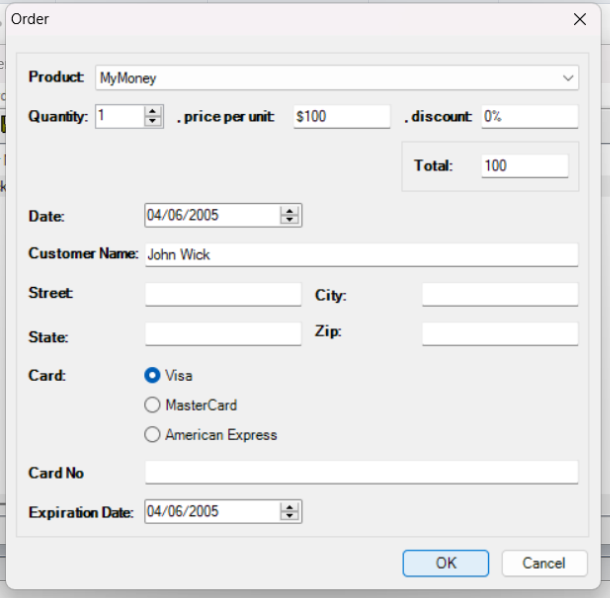 Order
Product: MyMoney
Quantity: 1 . price per unit: $100 . discount: 0%
Total: 100
Date: 04/06/2005
Customer Name: John Wick
Street: City:
State: Zip:
Card: Visa
MasterCard
American Express
Card No
Expiration Date: 04/06/2005
OK Cancel